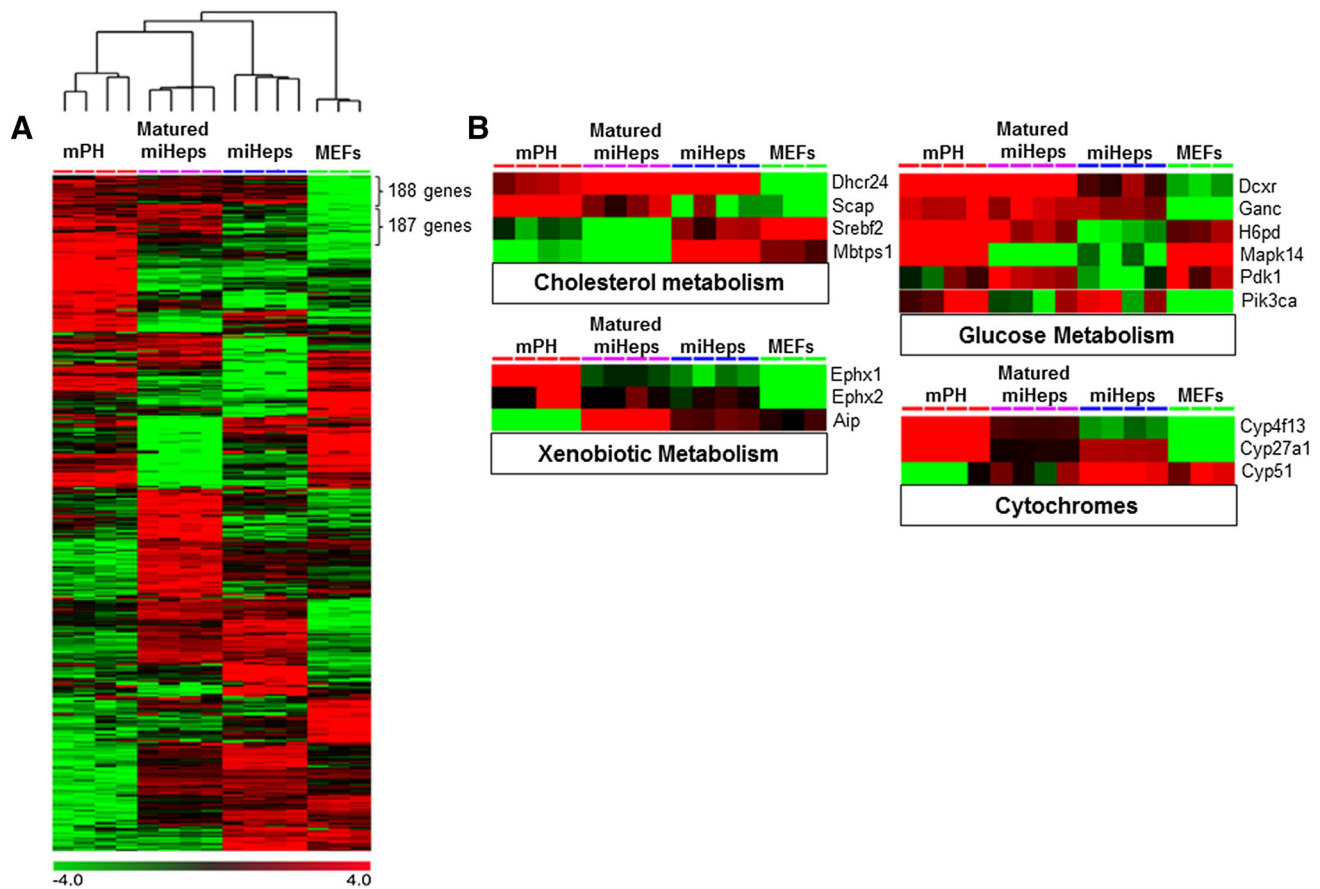 A
Matured
mPH miHeps miHeps MEFs
188 genes
187 genes
-4.0 4.0
B
Matured
mPH miHeps miHeps MEFs
Dhcr24
Scap
Srebf2
Mbtps1
Cholesterol metabolism
Matured
mPH miHeps miHeps MEFs
Ephx1
Ephx2
Aip
Xenobiotic Metabolism
Matured
mPH miHeps miHeps MEFs
Dcxr
Ganc
H6pd
Mapk14
Pdk1
Pik3ca
Glucose Metabolism
Matured
mPH miHeps miHeps MEFs
Cyp4f13
Cyp27a1
Cyp51
Cytochromes